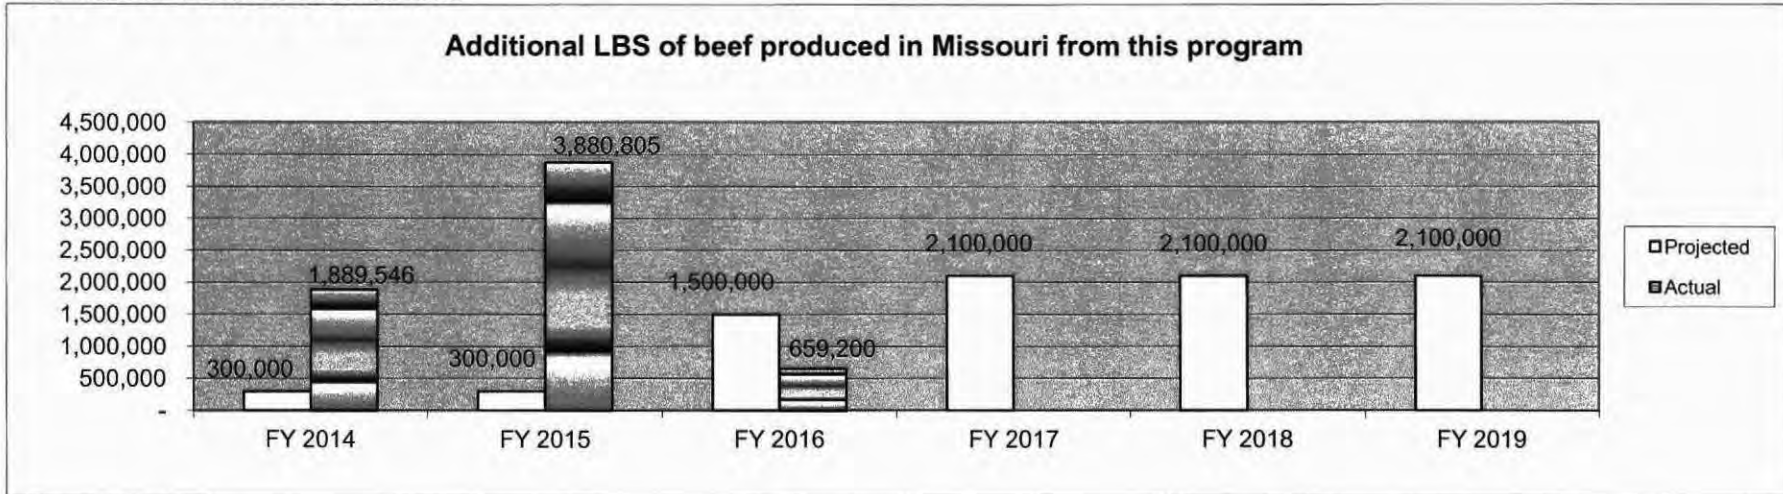 Additional LBS of beef produced in Missouri from this program
4,500,000
4,000,000
3,500,000
3,000,000
2,500,000
2,000,000
1,500,000
1,000,000
500,000
-
300,000
1,889,546
300,000
3,880,805
1,500,000
659,200
2,100,000
2,100,000
2,100,000
FY 2014
FY 2015
FY 2016
FY 2017
FY 2018
FY 2019
Projected
Actual